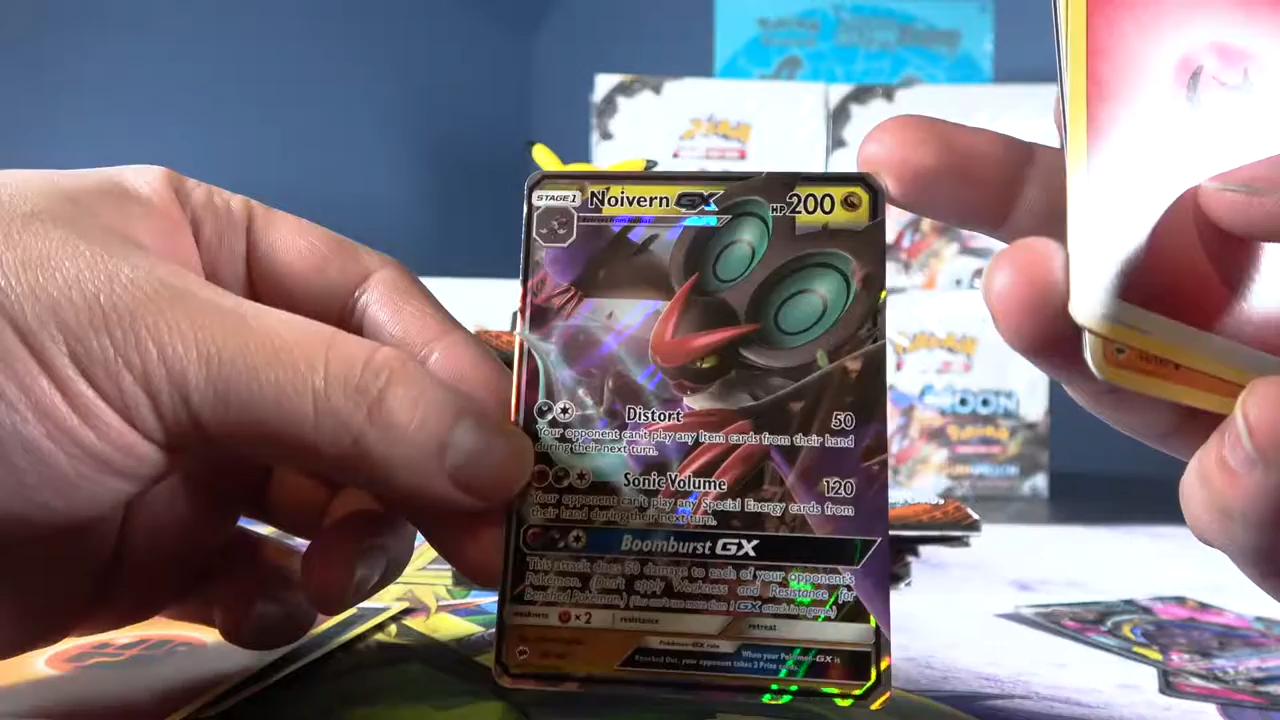 STAGE 1 Noivern GX HP 200
Evolves from Noibat
Distort 50
Your opponent can't play any Item cards from their hand
during their next turn.
Sonic Volume 120
Your opponent can't play any Special Energy cards from
their hand during their next turn.
Boomburst GX
This attack does 50 damage to each of your opponent's
Pokémon. (Don't apply Weakness and Resistance for
Benched Pokémon.) (You can't use more than 1 GX attack in a game.)
weakness ×2 resistance retreat
Pokémon-GX rule
When your Pokémon-GX is
Knocked Out, your opponent takes 2 Prize cards.
Pokémon
MOON